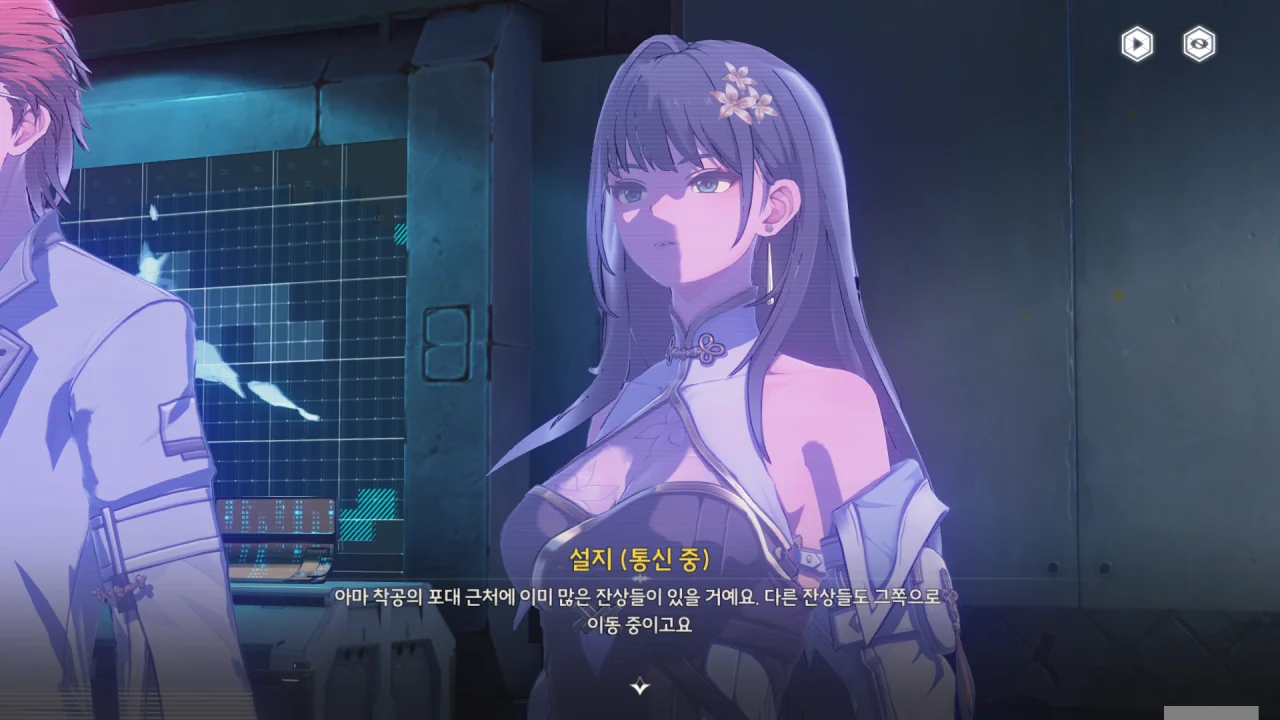 설지 (통신 중)
아마 착공의 포대 근처에 이미 많은 잔상들이 있을 거예요. 다른 잔상들도 그쪽으로
이동 중이고요